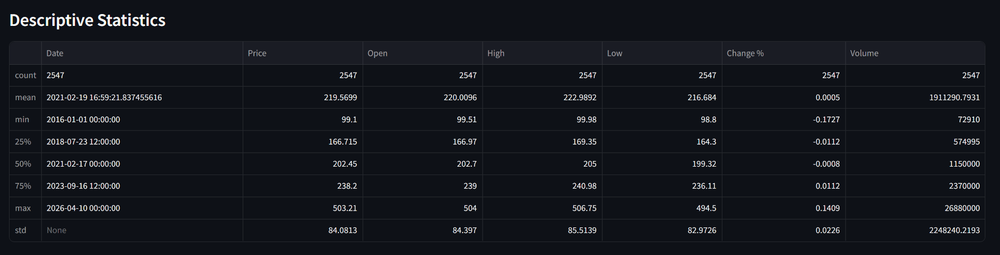 Descriptive Statistics
Date Price Open High Low Change % Volume
count 2547 2547 2547 2547 2547 2547 2547
mean 2021-02-19 16:59:21.837455616 219.5699 220.0096 222.9892 216.684 0.0005 1911290.7931
min 2016-01-01 00:00:00 99.1 99.51 99.98 98.8 -0.1727 72910
25% 2018-07-23 12:00:00 166.715 166.97 169.35 164.3 -0.0112 574995
50% 2021-02-17 00:00:00 202.45 202.7 205 199.32 -0.0008 1150000
75% 2023-09-16 12:00:00 238.2 239 240.98 236.11 0.0112 2370000
max 2026-04-10 00:00:00 503.21 504 506.75 494.5 0.1409 26880000
std None 84.0813 84.397 85.5139 82.9726 0.0226 2248240.2193